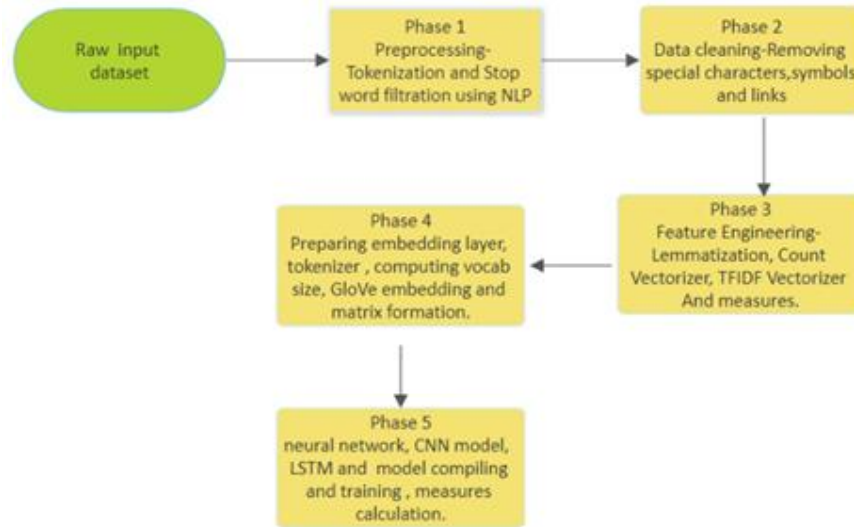 Raw input
dataset
Phase 1
Preprocessing-
Tokenization and Stop
word filtration using NLP
Phase 2
Data cleaning-Removing
special characters,symbols
and links
Phase 3
Feature Engineering-
Lemmatization, Count
Vectorizer, TFIDF Vectorizer
And measures.
Phase 4
Preparing embedding layer,
tokenizer , computing vocab
size, GloVe embedding and
matrix formation.
Phase 5
neural network, CNN model,
LSTM and model compiling
and training , measures
calculation.